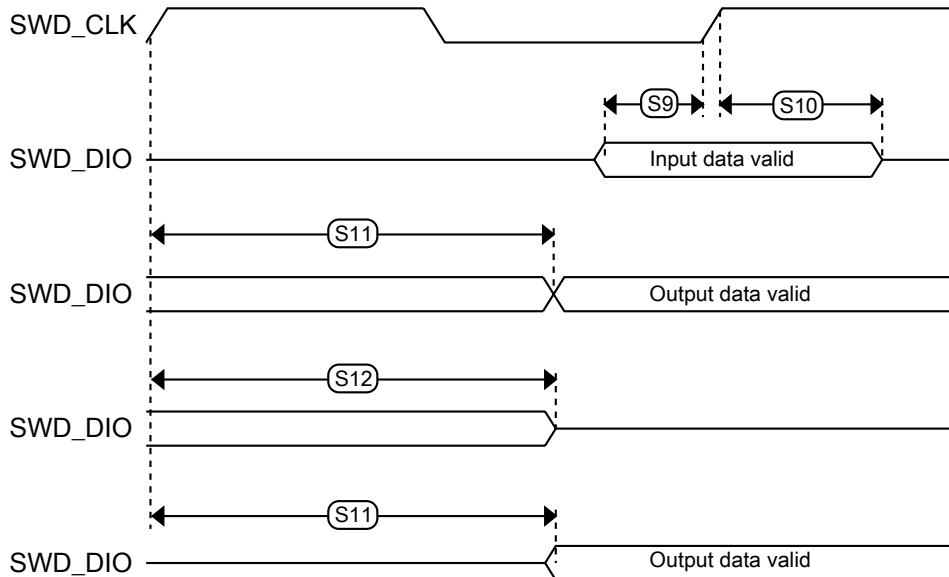 SWD_CLK
S9
S10
SWD_DIO
Input data valid
S11
SWD_DIO
Output data valid
S12
SWD_DIO
S11
SWD_DIO
Output data valid